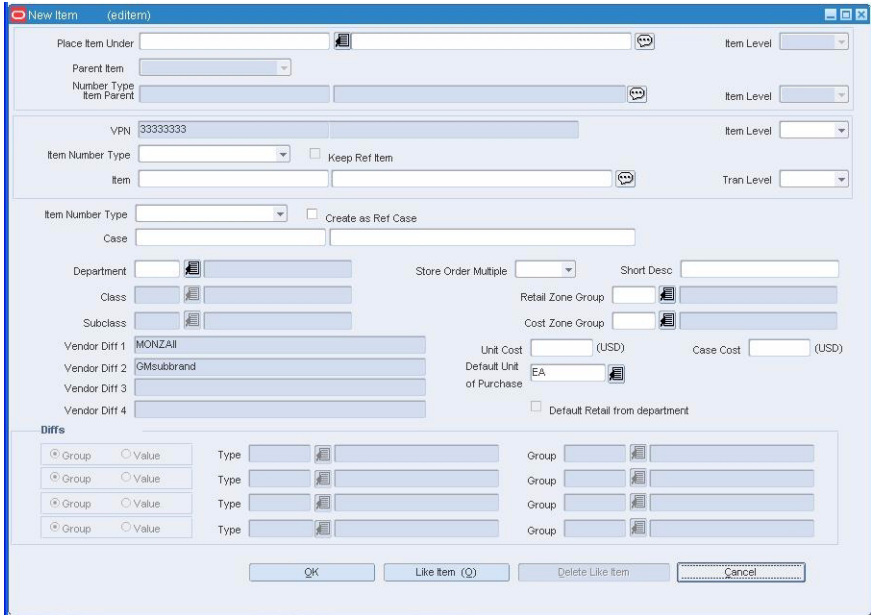 New Item (editem)
Place Item Under Item Level
Parent Item
Number Type
Item Parent Item Level
VPN 33333333 Item Level
Item Number Type Keep Ref Item
Item Tran Level
Item Number Type Create as Ref Case
Case
Department Store Order Multiple Short Desc
Class Retail Zone Group
Subclass Cost Zone Group
Vendor Diff 1 MONZAll Unit Cost (USD) Case Cost (USD)
Vendor Diff 2 GMsubbrand Default Unit of Purchase EA
Vendor Diff 3
Vendor Diff 4 Default Retail from department
Diffs
Group Value Type Group
Group Value Type Group
Group Value Type Group
Group Value Type Group
OK Like Item (Q) Delete Like Item Cancel